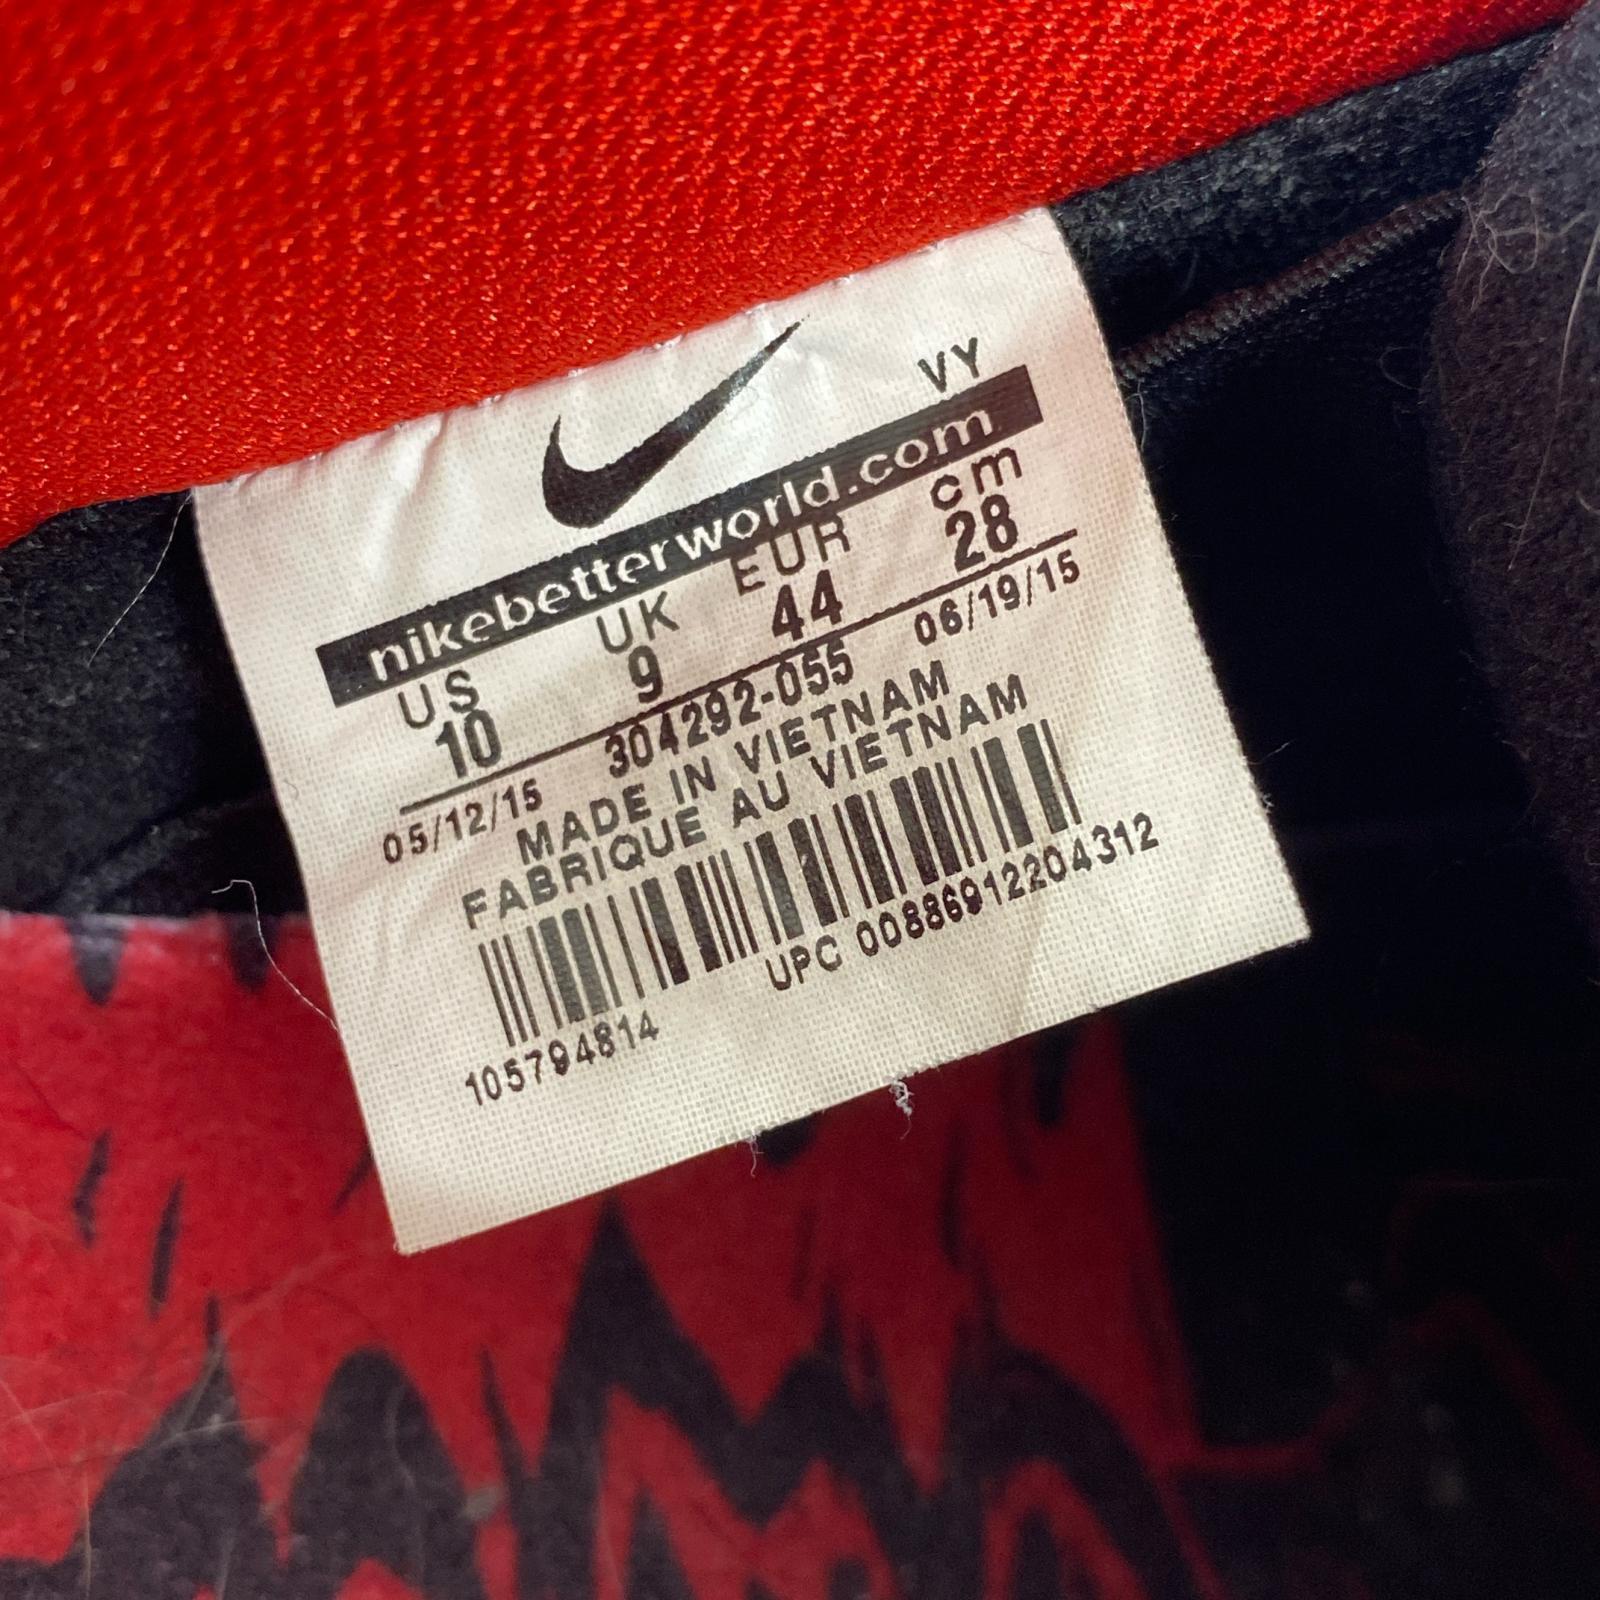 VY
nikebetterworld.com
US UK EUR cm
10 9 44 28
05/12/15 304292-055 06/19/15
MADE IN VIETNAM
FABRIQUE AU VIETNAM
UPC 00886912204312
105794814